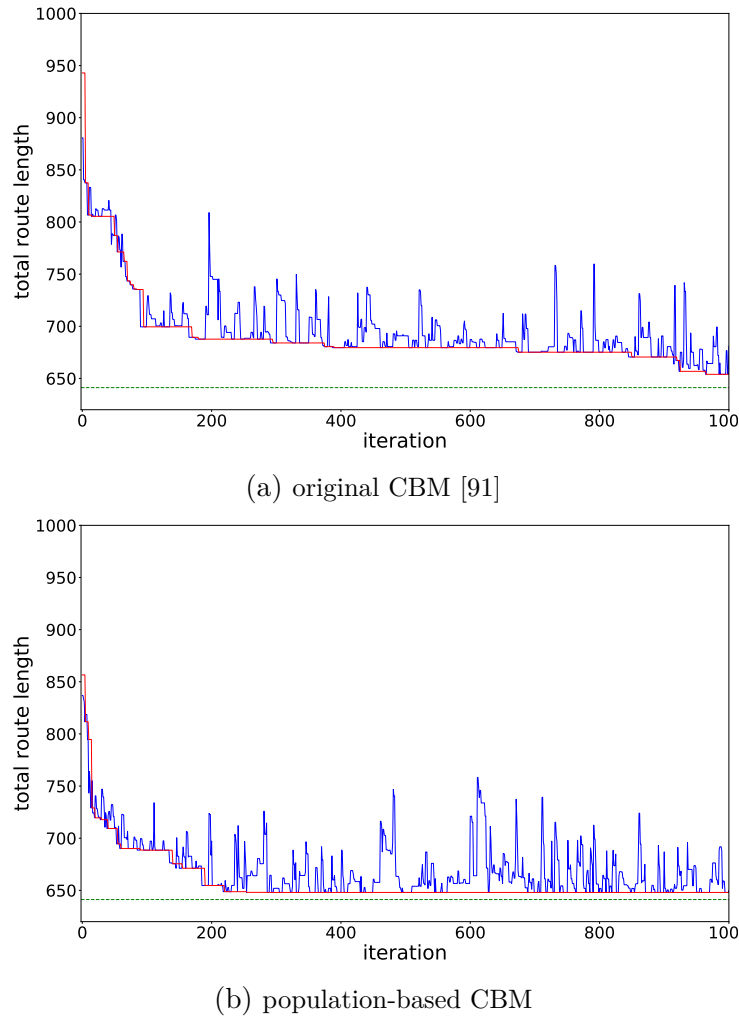 1000
950
900
850
800
750
700
650
total route length
0 200 400 600 800 100
iteration
(a) original CBM [91]
1000
950
900
850
800
750
700
650
total route length
0 200 400 600 800 100
iteration
(b) population-based CBM